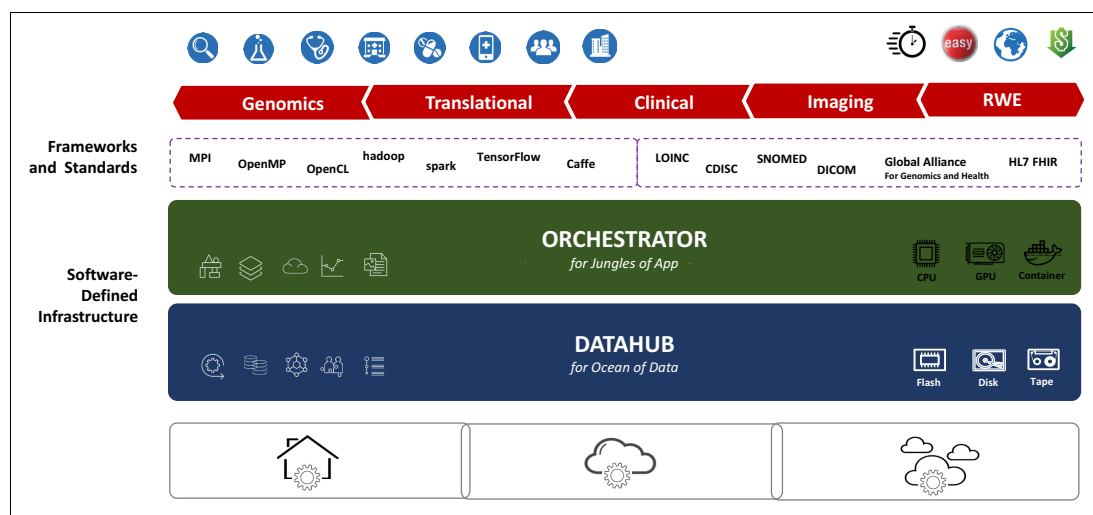 easy
Genomics
Translational
Clinical
Imaging
RWE
Frameworks
and Standards
MPI
OpenMP
OpenCL
hadoop
spark
TensorFlow
Caffe
LOINC
CDISC
SNOMED
DICOM
Global Alliance
For Genomics and Health
HL7 FHIR
Software-
Defined
Infrastructure
ORCHESTRATOR
for Jungles of App
CPU
GPU
Container
DATAHUB
for Ocean of Data
Flash
Disk
Tape